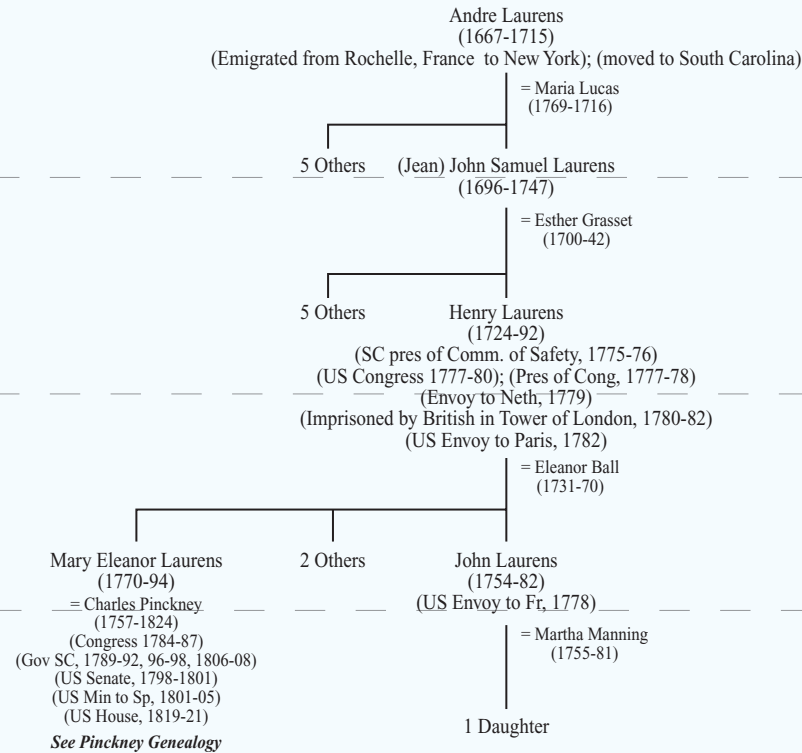 Andre Laurens
(1667-1715)
(Emigrated from Rochelle, France to New York); (moved to South Carolina)
= Maria Lucas
(1769-1716)
5 Others
(Jean) John Samuel Laurens
(1696-1747)
= Esther Grasset
(1700-42)
5 Others
Henry Laurens
(1724-92)
(SC pres of Comm. of Safety, 1775-76)
(US Congress 1777-80); (Pres of Cong, 1777-78)
(Envoy to Neth, 1779)
(Imprisoned by British in Tower of London, 1780-82)
(US Envoy to Paris, 1782)
= Eleanor Ball
(1731-70)
Mary Eleanor Laurens
(1770-94)
= Charles Pinckney
(1757-1824)
(Congress 1784-87)
(Gov SC, 1789-92, 96-98, 1806-08)
(US Senate, 1798-1801)
(US Min to Sp, 1801-05)
(US House, 1819-21)
See Pinckney Genealogy
2 Others
John Laurens
(1754-82)
(US Envoy to Fr, 1778)
= Martha Manning
(1755-81)
1 Daughter